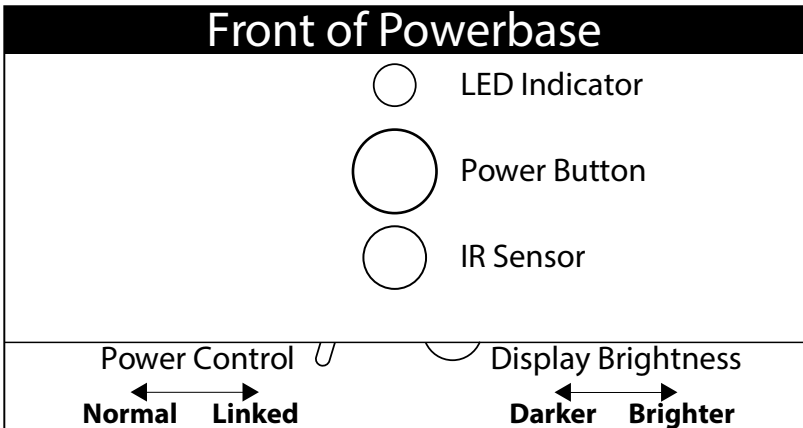 Front of Powerbase
LED Indicator
Power Button
IR Sensor
Power Control Display Brightness
Normal Linked Darker Brighter